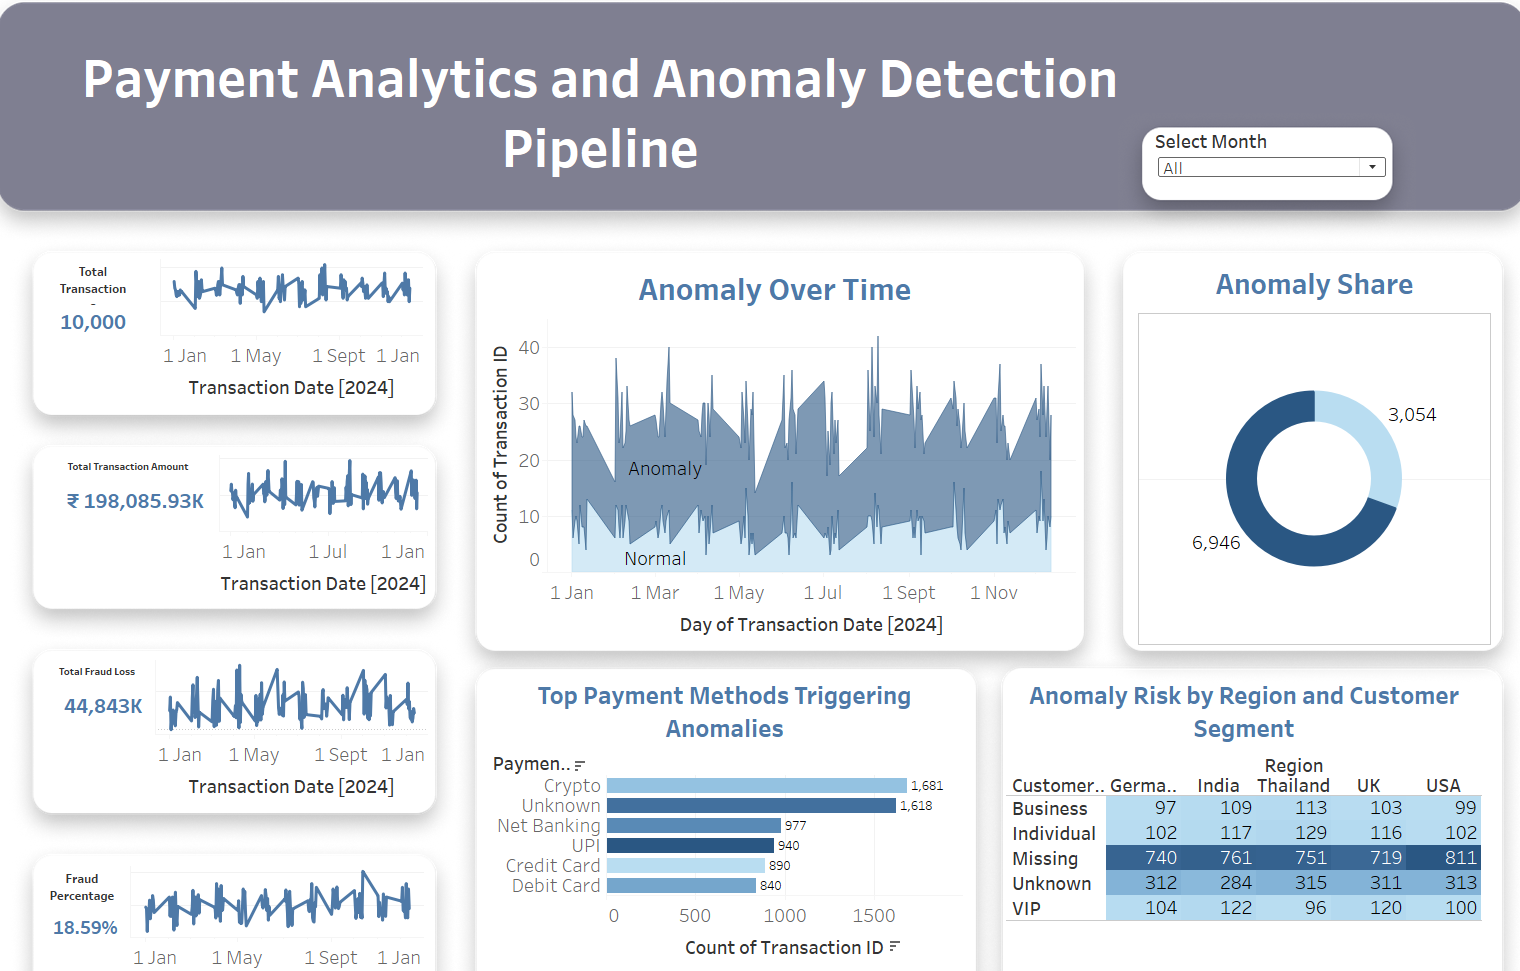 Payment Analytics and Anomaly Detection
Pipeline
Select Month
All
Total
Transaction
-
10,000
1 Jan 1 May 1 Sept 1 Jan
Transaction Date [2024]
Total Transaction Amount
₹ 198,085.93K
1 Jan 1 Jul 1 Jan
Transaction Date [2024]
Total Fraud Loss
44,843K
1 Jan 1 May 1 Sept 1 Jan
Transaction Date [2024]
Fraud
Percentage
18.59%
1 Jan 1 May 1 Sept 1 Jan
Anomaly Over Time
Count of Transaction ID
40
30
20
10
0
Anomaly
Normal
1 Jan 1 Mar 1 May 1 Jul 1 Sept 1 Nov
Day of Transaction Date [2024]
Anomaly Share
3,054
6,946
Top Payment Methods Triggering
Anomalies
Paymen..
Crypto 1,681
Unknown 1,618
Net Banking 977
UPI 940
Credit Card 890
Debit Card 840
0 500 1000 1500
Count of Transaction ID
Anomaly Risk by Region and Customer
Segment
Region
Customer.. Germa.. India Thailand UK USA
Business 97 109 113 103 99
Individual 102 117 129 116 102
Missing 740 761 751 719 811
Unknown 312 284 315 311 313
VIP 104 122 96 120 100